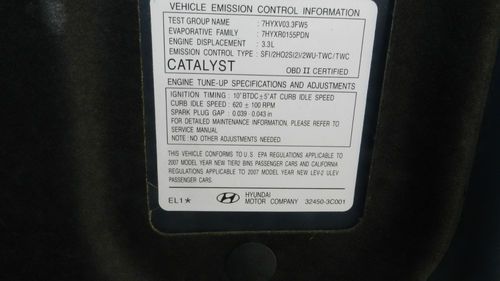 VEHICLE EMISSION CONTROL INFORMATION
TEST GROUP NAME : 7HYXV03.3FW5
EVAPORATIVE FAMILY : 7HYXR0155PDN
ENGINE DISPLACEMENT : 3.3L
EMISSION CONTROL TYPE : SFI/2HO2S(2)/2WU-TWC/TWC
CATALYST OBD II CERTIFIED
ENGINE TUNE-UP SPECIFICATIONS AND ADJUSTMENTS
IGNITION TIMING : 10°BTDC±5°AT CURB IDLE SPEED
CURB IDLE SPEED : 620 ± 100 RPM
SPARK PLUG GAP : 0.039-0.043 in
FOR DETAILED MAINTENANCE INFORMATION, PLEASE REFER TO
SERVICE MANUAL
NOTE : NO OTHER ADJUSTMENTS NEEDED
THIS VEHICLE CONFORMS TO U.S. EPA REGULATIONS APPLICABLE TO
2007 MODEL YEAR NEW TIER2 BIN5 PASSENGER CARS AND CALIFORNIA
REGULATIONS APPLICABLE TO 2007 MODEL YEAR NEW LEV-2 ULEV
PASSENGER CARS.
EL1★ HYUNDAI MOTOR COMPANY 32450-3C001